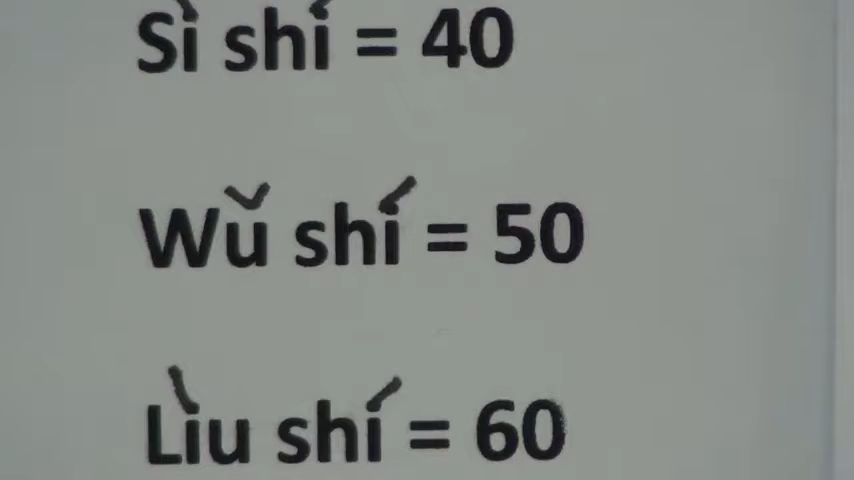 Sì shí = 40
Wǔ shí = 50
Lìu shí = 60